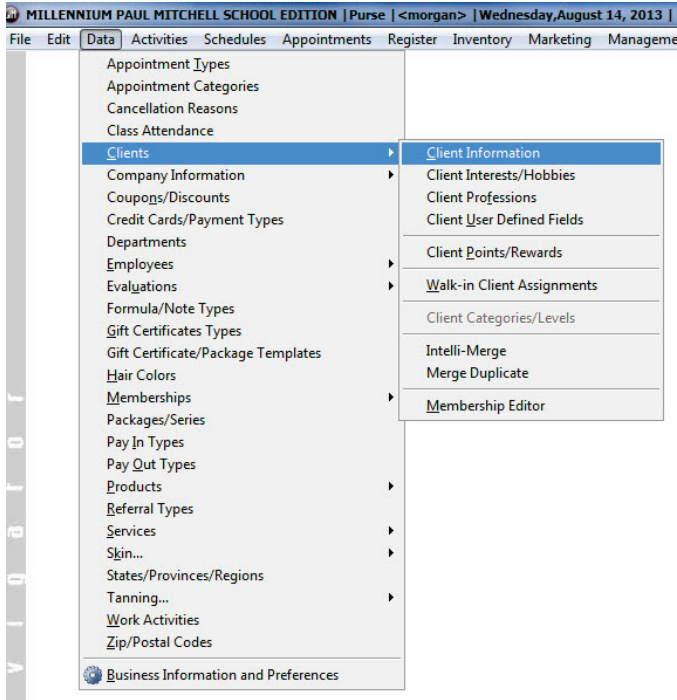 MILLENNIUM PAUL MITCHELL SCHOOL EDITION | Purse | <morgan> | Wednesday,August 14, 2013 |
File Edit Data Activities Schedules Appointments Register Inventory Marketing Manageme
Appointment Types
Appointment Categories
Cancellation Reasons
Class Attendance
Clients
Company Information
Coupons/Discounts
Credit Cards/Payment Types
Departments
Employees
Evaluations
Formula/Note Types
Gift Certificates Types
Gift Certificate/Package Templates
Hair Colors
Memberships
Packages/Series
Pay In Types
Pay Out Types
Products
Referral Types
Services
Skin...
States/Provinces/Regions
Tanning...
Work Activities
Zip/Postal Codes
Business Information and Preferences
Client Information
Client Interests/Hobbies
Client Professions
Client User Defined Fields
Client Points/Rewards
Walk-in Client Assignments
Client Categories/Levels
Intelli-Merge
Merge Duplicate
Membership Editor